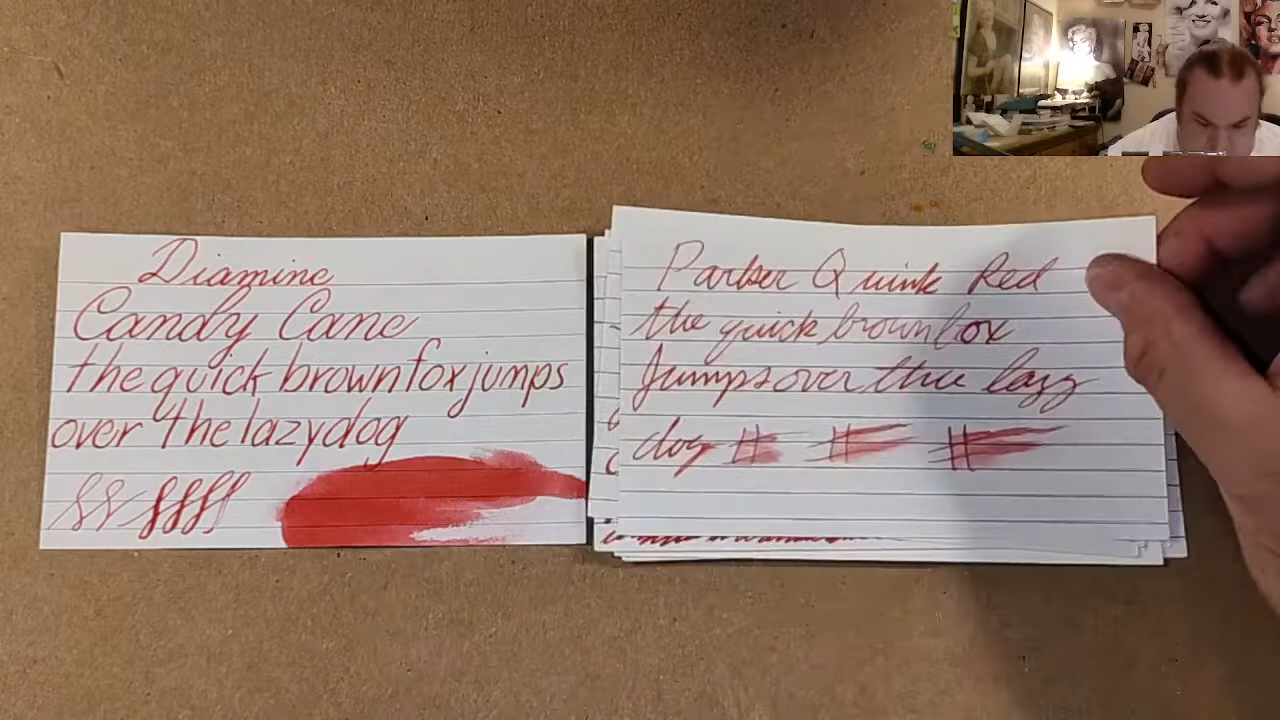 Diamine
Candy Cane
the quick brown fox jumps
over the lazy dog
Parker Quink Red
the quick brown fox
Jumps over thee lazy
dog # # #